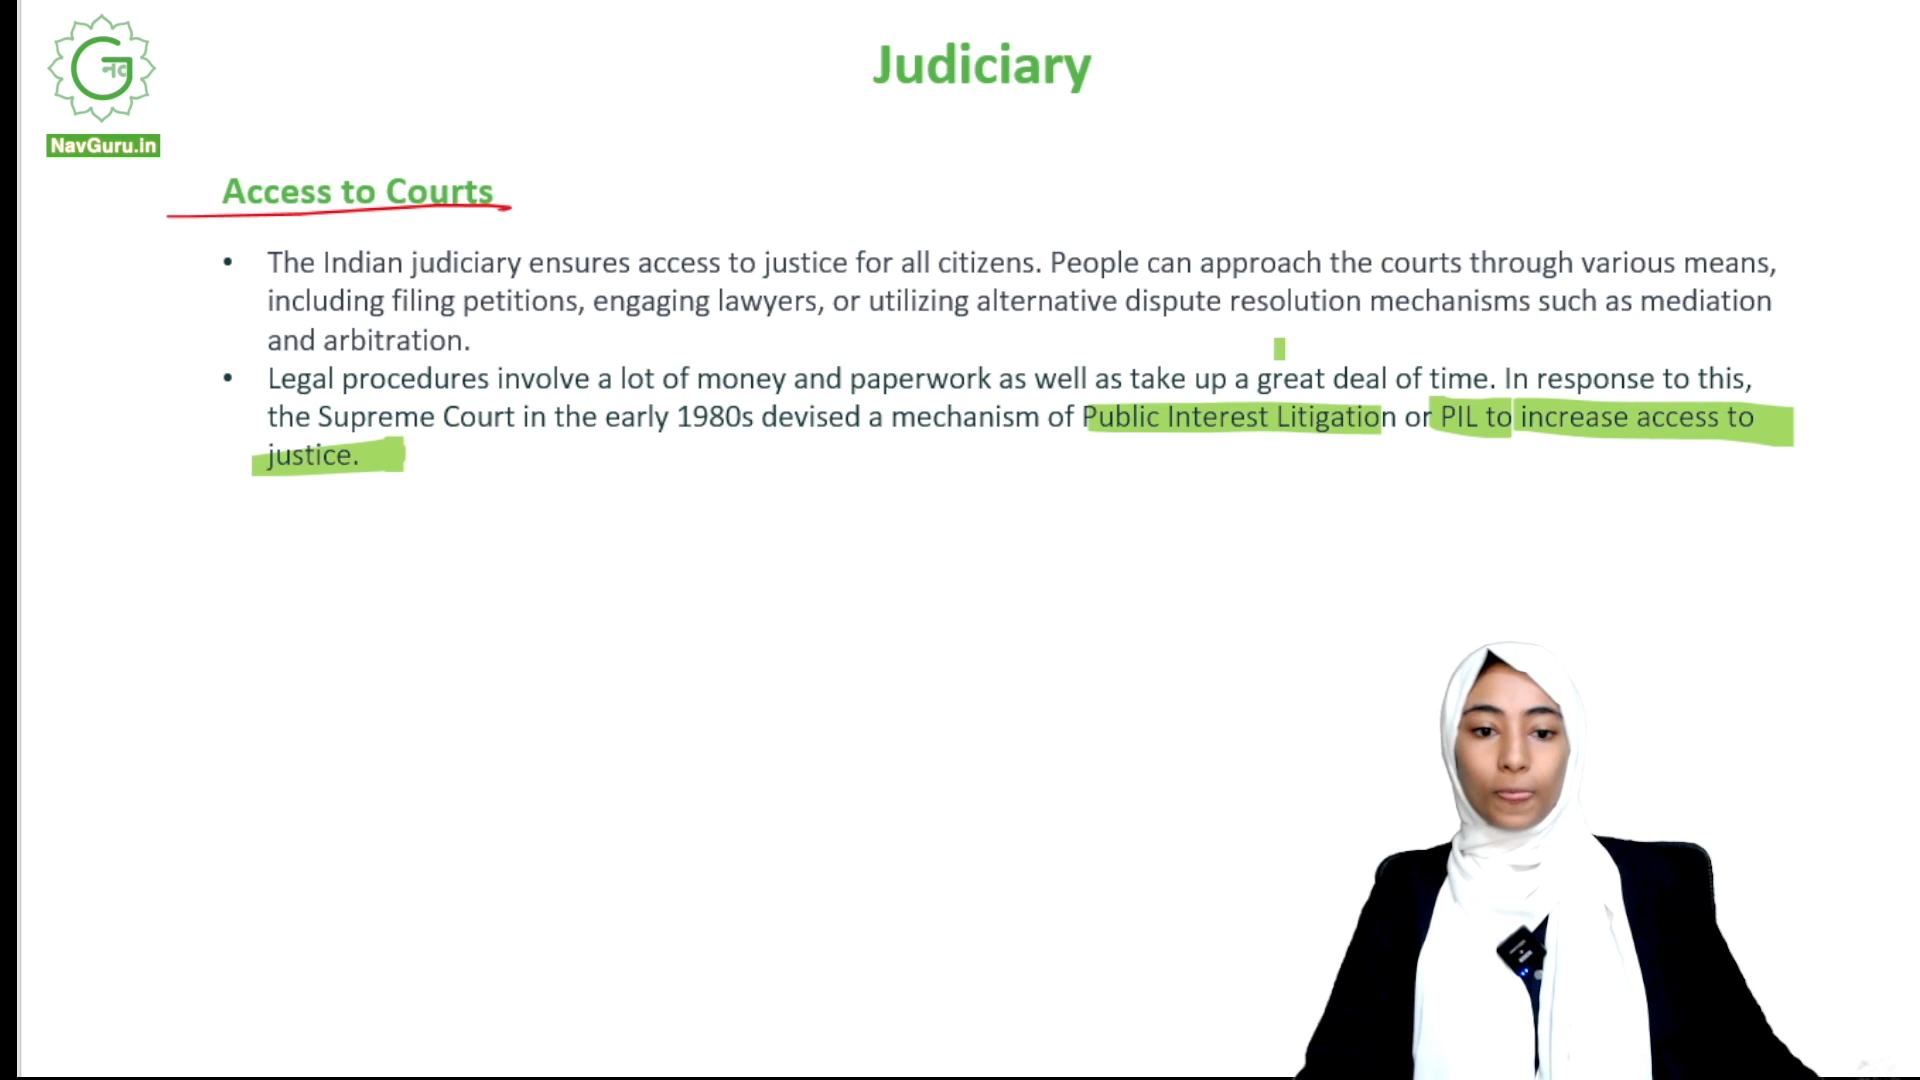 नव
NavGuru.in
Judiciary
Access to Courts
• The Indian judiciary ensures access to justice for all citizens. People can approach the courts through various means,
including filing petitions, engaging lawyers, or utilizing alternative dispute resolution mechanisms such as mediation
and arbitration.
• Legal procedures involve a lot of money and paperwork as well as take up a great deal of time. In response to this,
the Supreme Court in the early 1980s devised a mechanism of Public Interest Litigation or PIL to increase access to
justice.